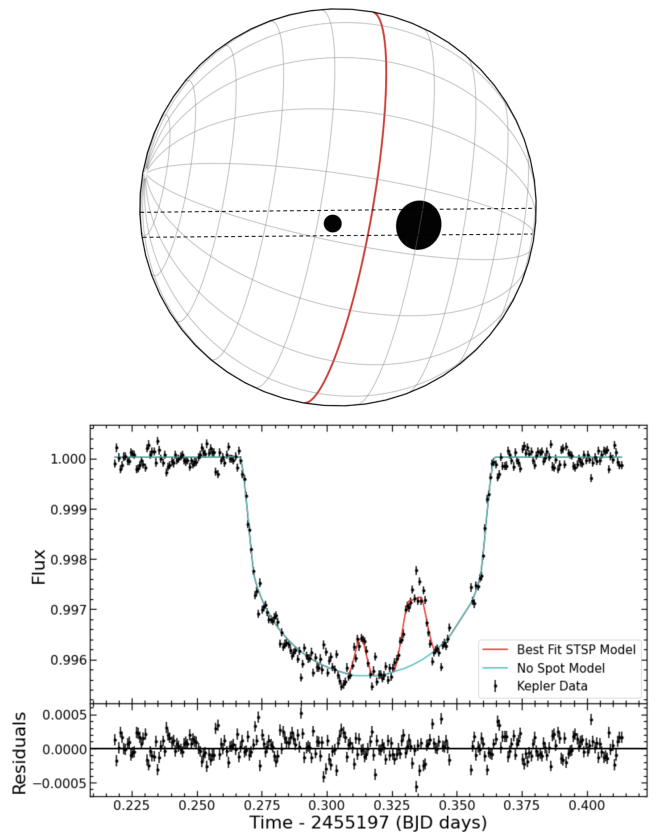 1.000
0.999
0.998
0.997
0.996
Flux
Best Fit STSP Model
No Spot Model
Kepler Data
0.0005
0.0000
−0.0005
Residuals
0.225 0.250 0.275 0.300 0.325 0.350 0.375 0.400
Time - 2455197 (BJD days)